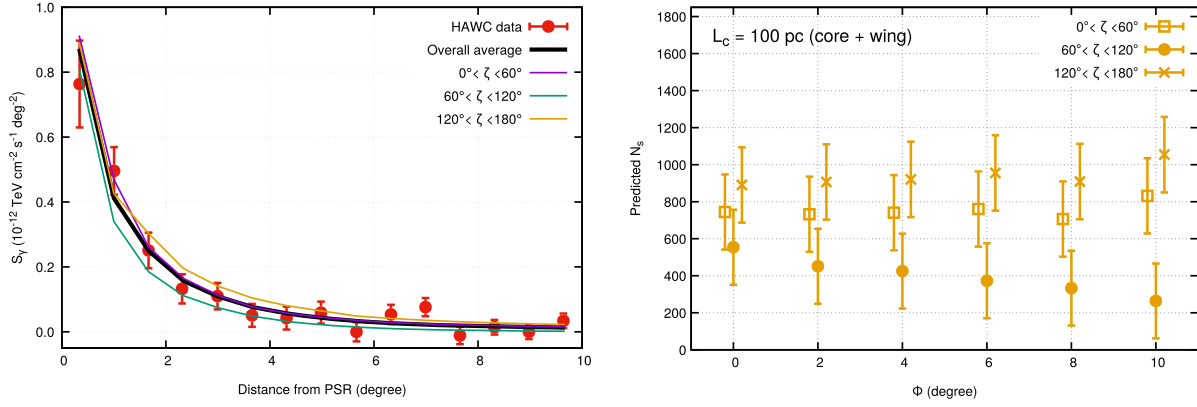 1.0
0.8
0.6
0.4
0.2
0.0
Sγ (10⁻¹² TeV cm⁻² s⁻¹ deg⁻²)
HAWC data
Overall average
0°< ζ <60°
60°< ζ <120°
120°< ζ <180°
0 2 4 6 8 10
Distance from PSR (degree)
1800
1600
1400
1200
1000
800
600
400
200
0
Predicted Nₛ
L꜀ = 100 pc (core + wing)
0°< ζ <60°
60°< ζ <120°
120°< ζ <180°
0 2 4 6 8 10
Φ (degree)